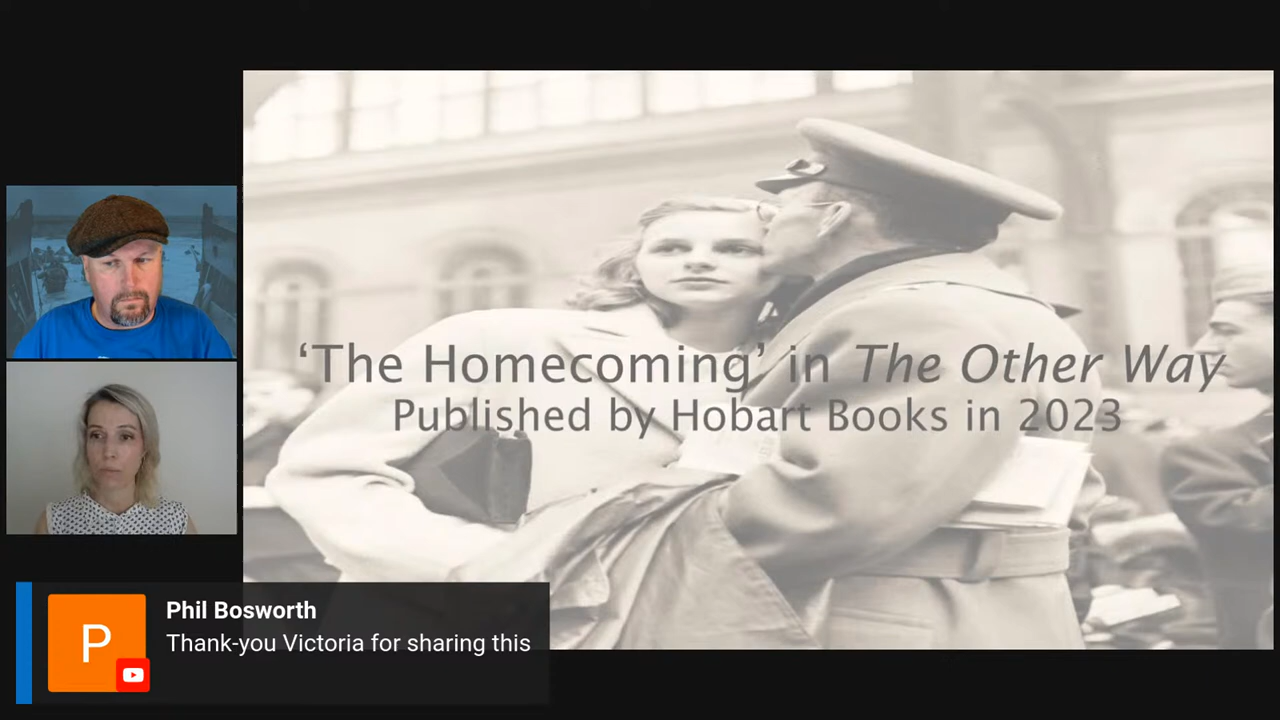 ‘The Homecoming’ in The Other Way
Published by Hobart Books in 2023
P
Phil Bosworth
Thank-you Victoria for sharing this